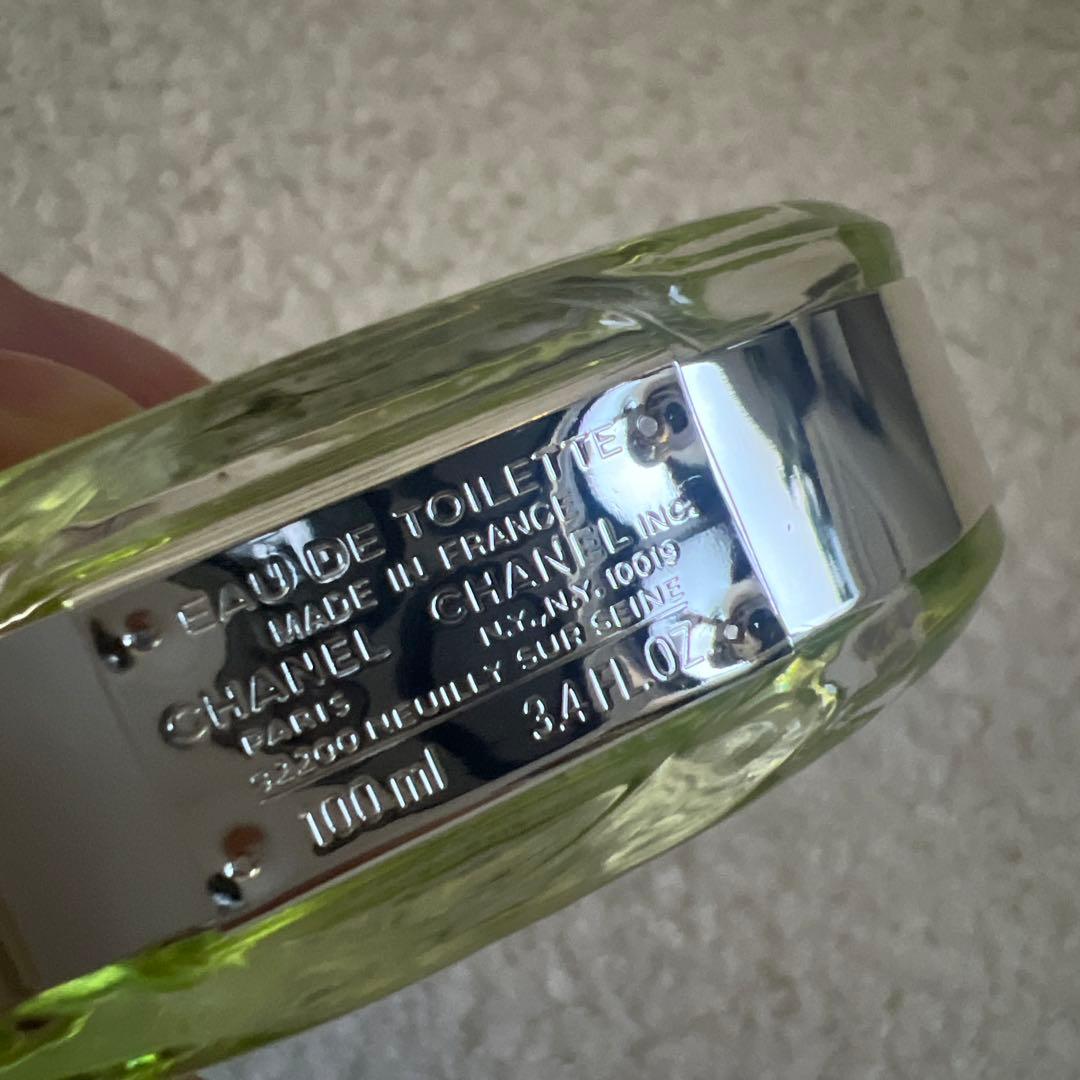 EAU DE TOILETTE
MADE IN FRANCE
CHANEL CHANEL INC.
PARIS N.Y., N.Y. 10019
92200 NEUILLY SUR SEINE
100 ml 3.4 FL.OZ